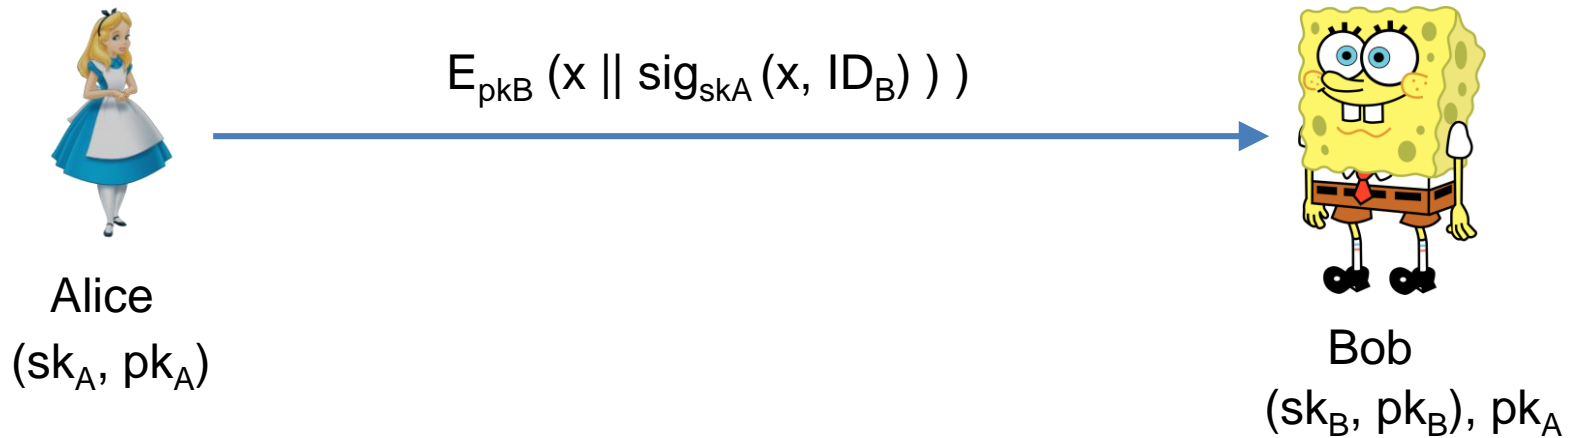 E_pkB (x || sig_skA (x, ID_B) ) )
Alice
(sk_A, pk_A)
Bob
(sk_B, pk_B), pk_A